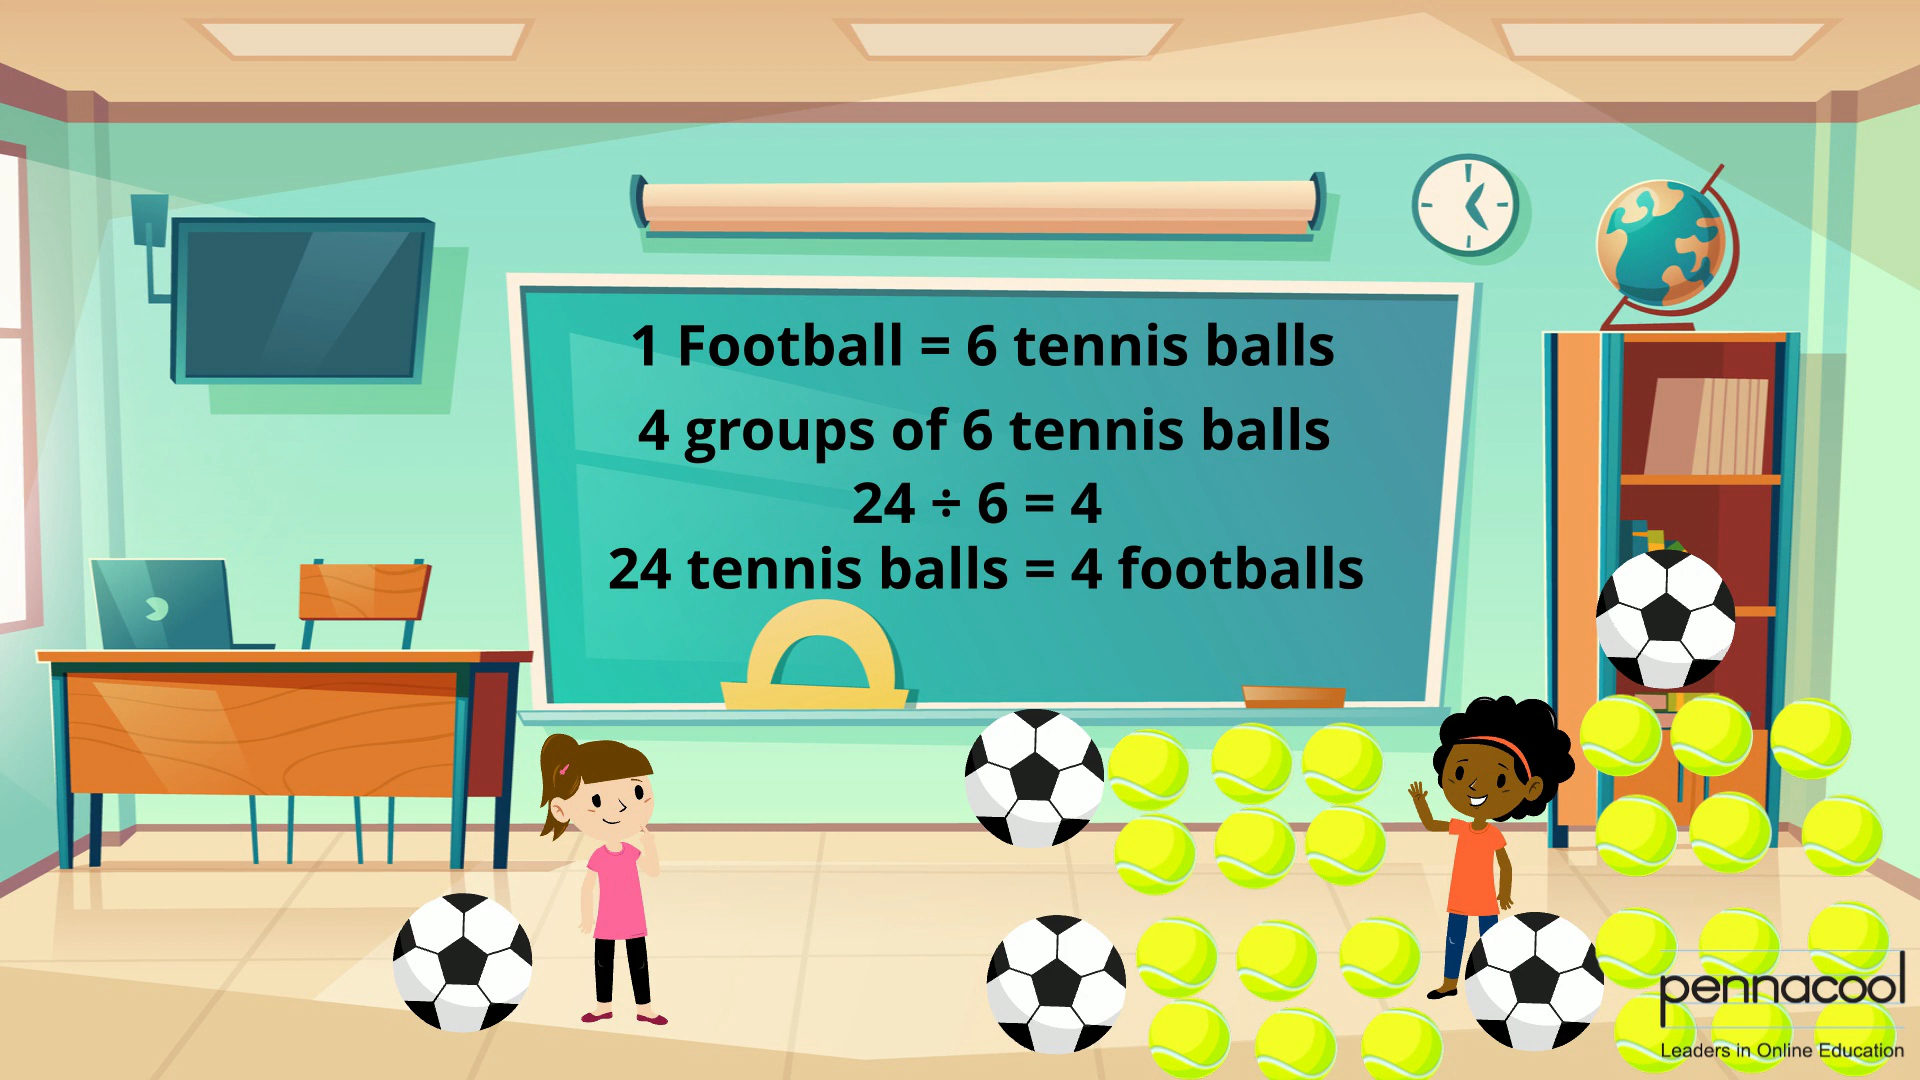 1 Football = 6 tennis balls
4 groups of 6 tennis balls
24 ÷ 6 = 4
24 tennis balls = 4 footballs
pennacool
Leaders in Online Education